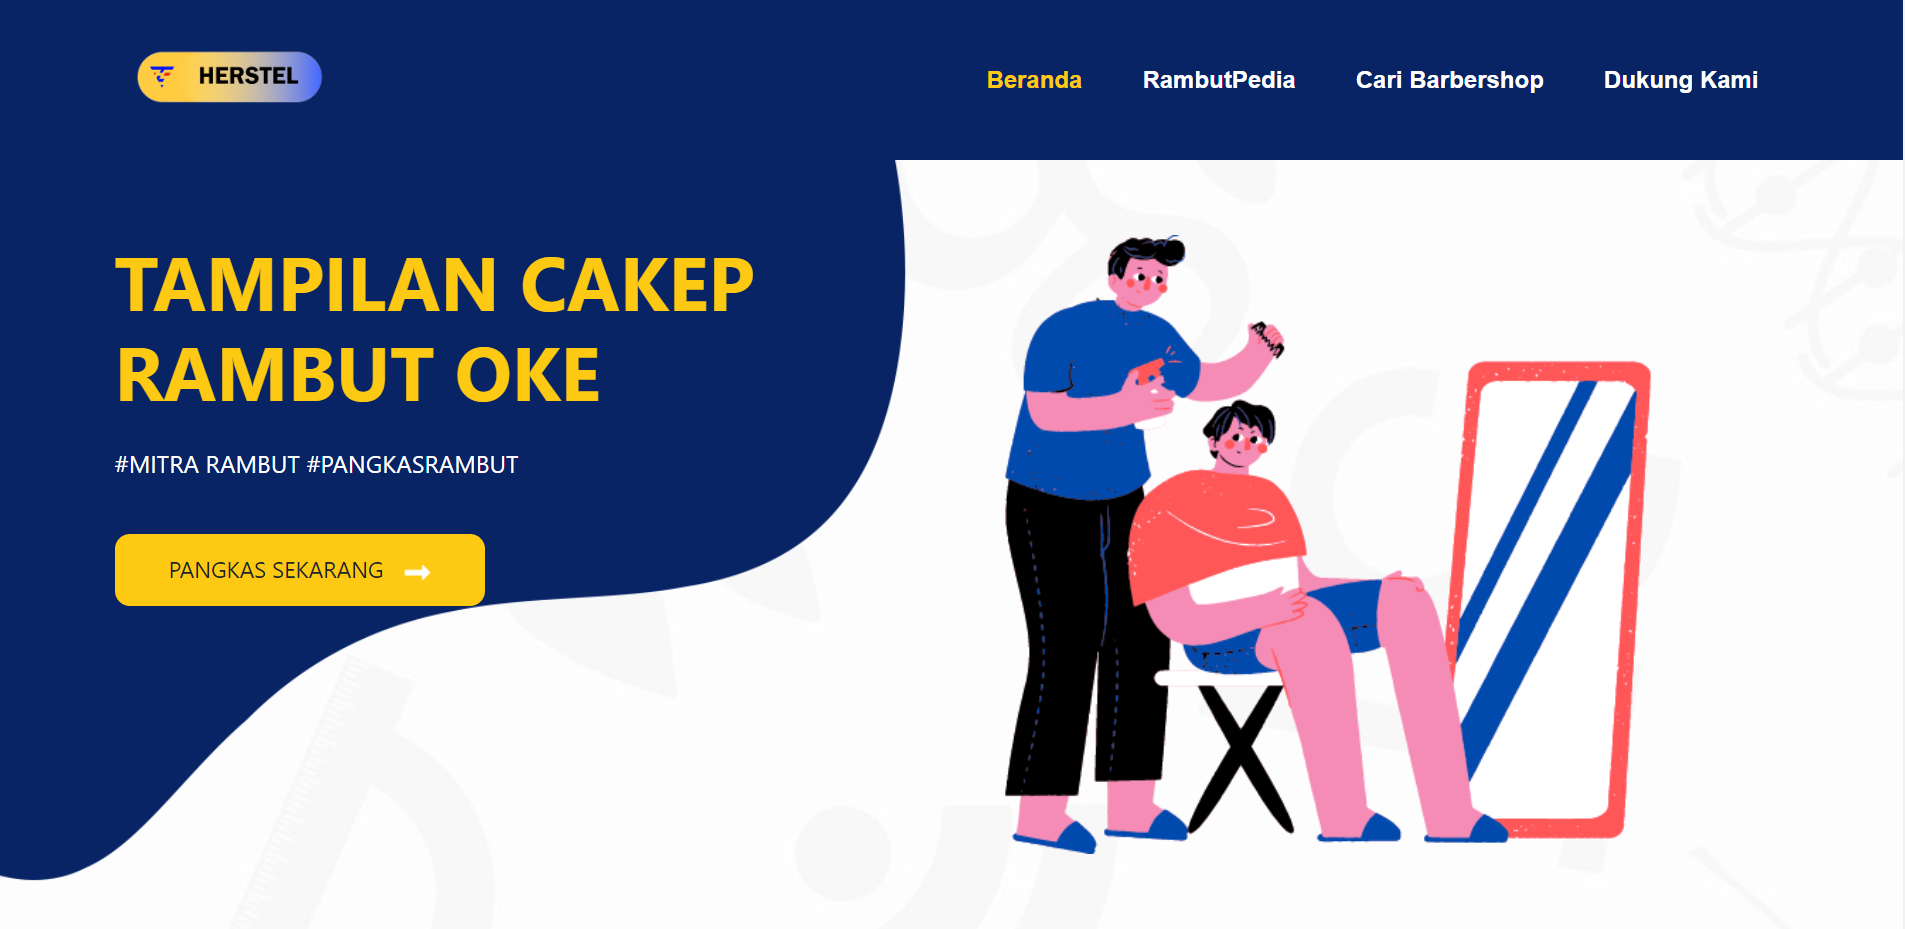 HERSTEL
Beranda RambutPedia Cari Barbershop Dukung Kami
TAMPILAN CAKEP
RAMBUT OKE
#MITRA RAMBUT #PANGKASRAMBUT
PANGKAS SEKARANG